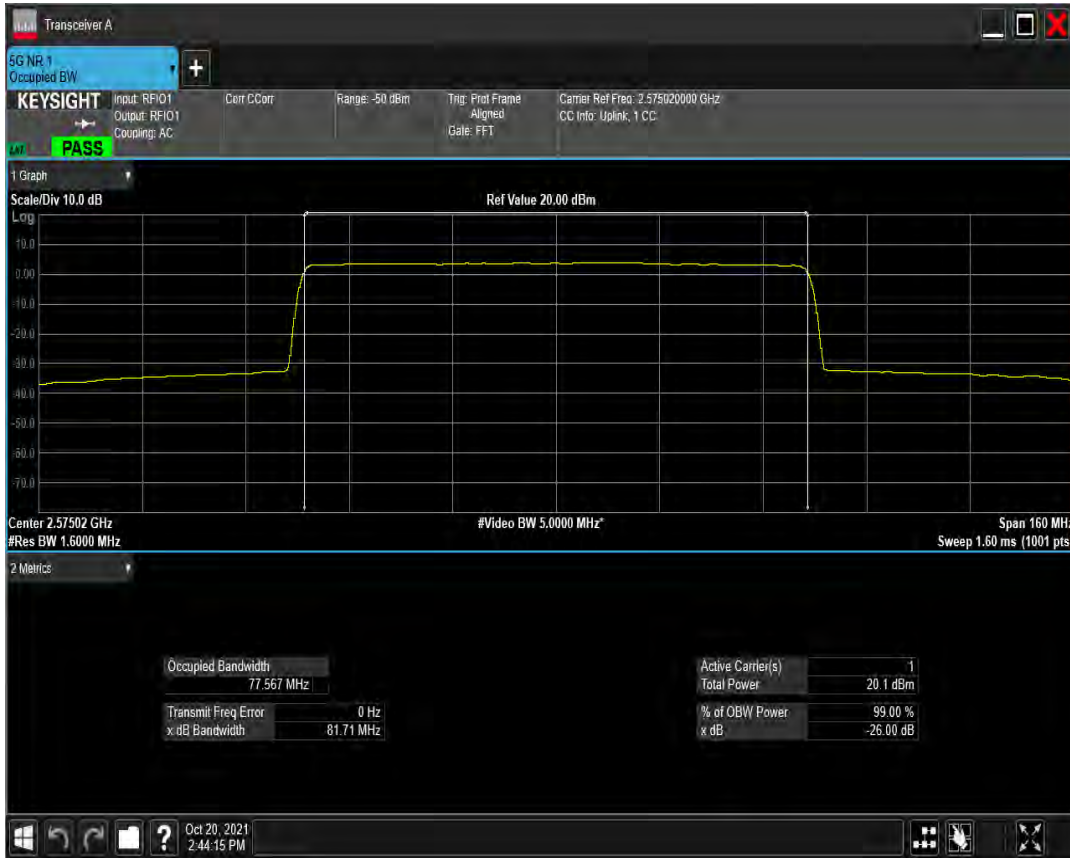 Transceiver A
5G NR 1
Occupied BW
KEYSIGHT
PASS
Input: RFIO1
Output: RFIO1
Coupling: AC
Corr CCorr
Range: -50 dBm
Trig: Prot Frame
Aligned
Gate: FFT
Carrier Ref Freq: 2.575020000 GHz
CC Info: Uplink, 1 CC
1 Graph
Scale/Div 10.0 dB
Ref Value 20.00 dBm
Log
10.0
0.00
-10.0
-20.0
-30.0
-40.0
-50.0
-60.0
-70.0
Center 2.57502 GHz
#Video BW 5.0000 MHz*
Span 160 MHz
#Res BW 1.6000 MHz
Sweep 1.60 ms (1001 pts
2 Metrics
Occupied Bandwidth
77.567 MHz
Transmit Freq Error 0 Hz
x dB Bandwidth 81.71 MHz
Active Carrier(s) 1
Total Power 20.1 dBm
% of OBW Power 99.00 %
x dB -26.00 dB
?
Oct 20, 2021
2:44:15 PM